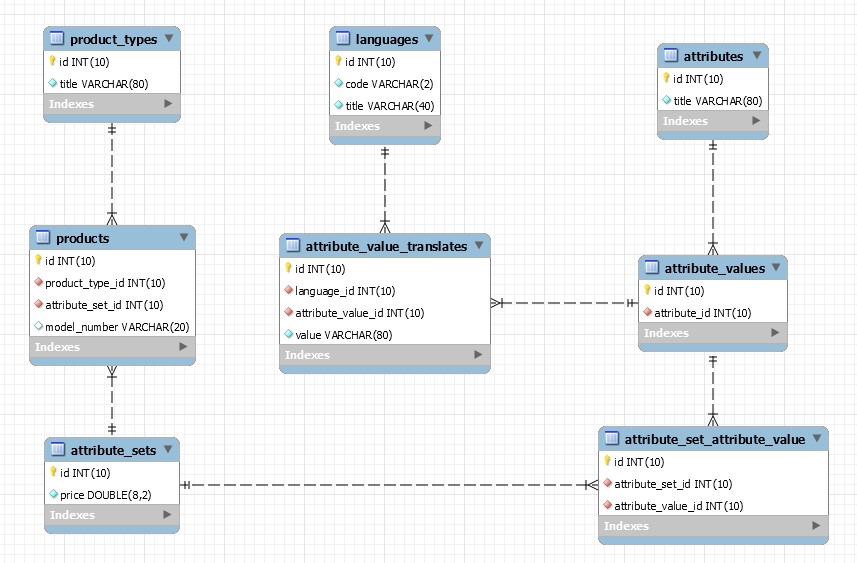 product_types
id INT(10)
title VARCHAR(80)
Indexes
languages
id INT(10)
code VARCHAR(2)
title VARCHAR(40)
Indexes
attributes
id INT(10)
title VARCHAR(80)
Indexes
products
id INT(10)
product_type_id INT(10)
attribute_set_id INT(10)
model_number VARCHAR(20)
Indexes
attribute_value_translates
id INT(10)
language_id INT(10)
attribute_value_id INT(10)
value VARCHAR(80)
Indexes
attribute_values
id INT(10)
attribute_id INT(10)
Indexes
attribute_sets
id INT(10)
price DOUBLE(8,2)
Indexes
attribute_set_attribute_value
id INT(10)
attribute_set_id INT(10)
attribute_value_id INT(10)
Indexes